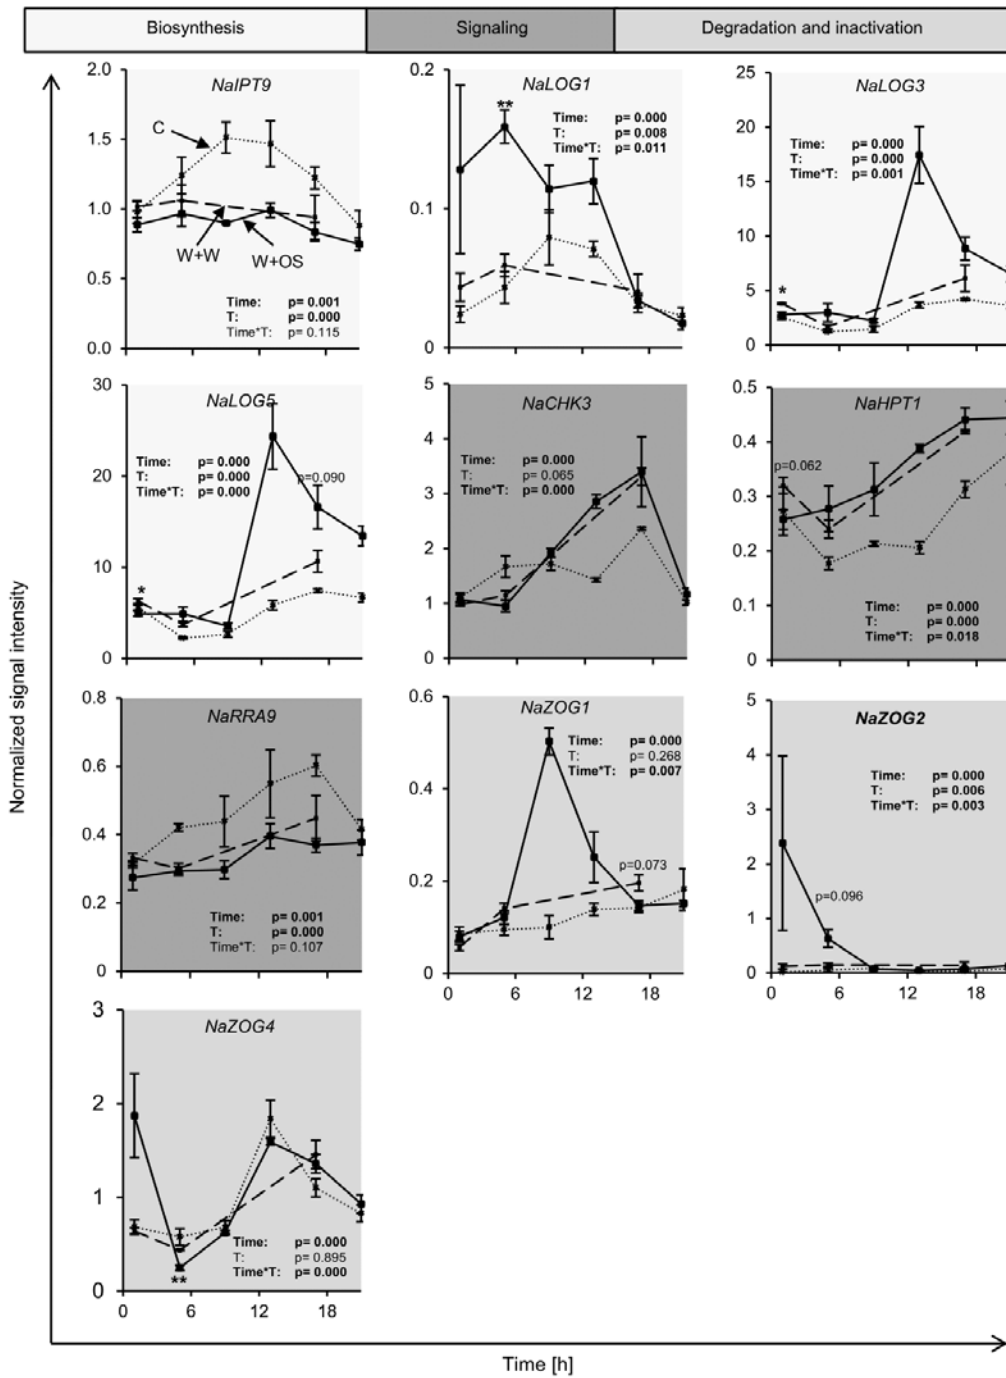 Biosynthesis Signaling Degradation and inactivation
Normalized signal intensity
NaIPT9
2.0
1.5
1.0
0.5
0.0
C
W+W
W+OS
Time: p= 0.001
T: p= 0.000
Time*T: p= 0.115
NaLOG1
0.2
0.1
0
**
Time: p= 0.000
T: p= 0.008
Time*T: p= 0.011
NaLOG3
25
20
15
10
5
0
*
Time: p= 0.000
T: p= 0.000
Time*T: p= 0.001
NaLOG5
30
20
10
0
*
Time: p= 0.000
T: p= 0.000
Time*T: p= 0.000
p=0.090
NaCHK3
5
4
3
2
1
0
Time: p= 0.000
T: p= 0.065
Time*T: p= 0.000
NaHPT1
0.5
0.4
0.3
0.2
0.1
0
p=0.062
Time: p= 0.000
T: p= 0.000
Time*T: p= 0.018
NaRRA9
0.8
0.6
0.4
0.2
0
Time: p= 0.001
T: p= 0.000
Time*T: p= 0.107
NaZOG1
0.6
0.4
0.2
0
Time: p= 0.000
T: p= 0.268
Time*T: p= 0.007
p=0.073
0 6 12 18
NaZOG2
5
4
3
2
1
0
Time: p= 0.000
T: p= 0.006
Time*T: p= 0.003
p=0.096
0 6 12 18
NaZOG4
3
2
1
0
**
Time: p= 0.000
T: p= 0.895
Time*T: p= 0.000
0 6 12 18
Time [h]